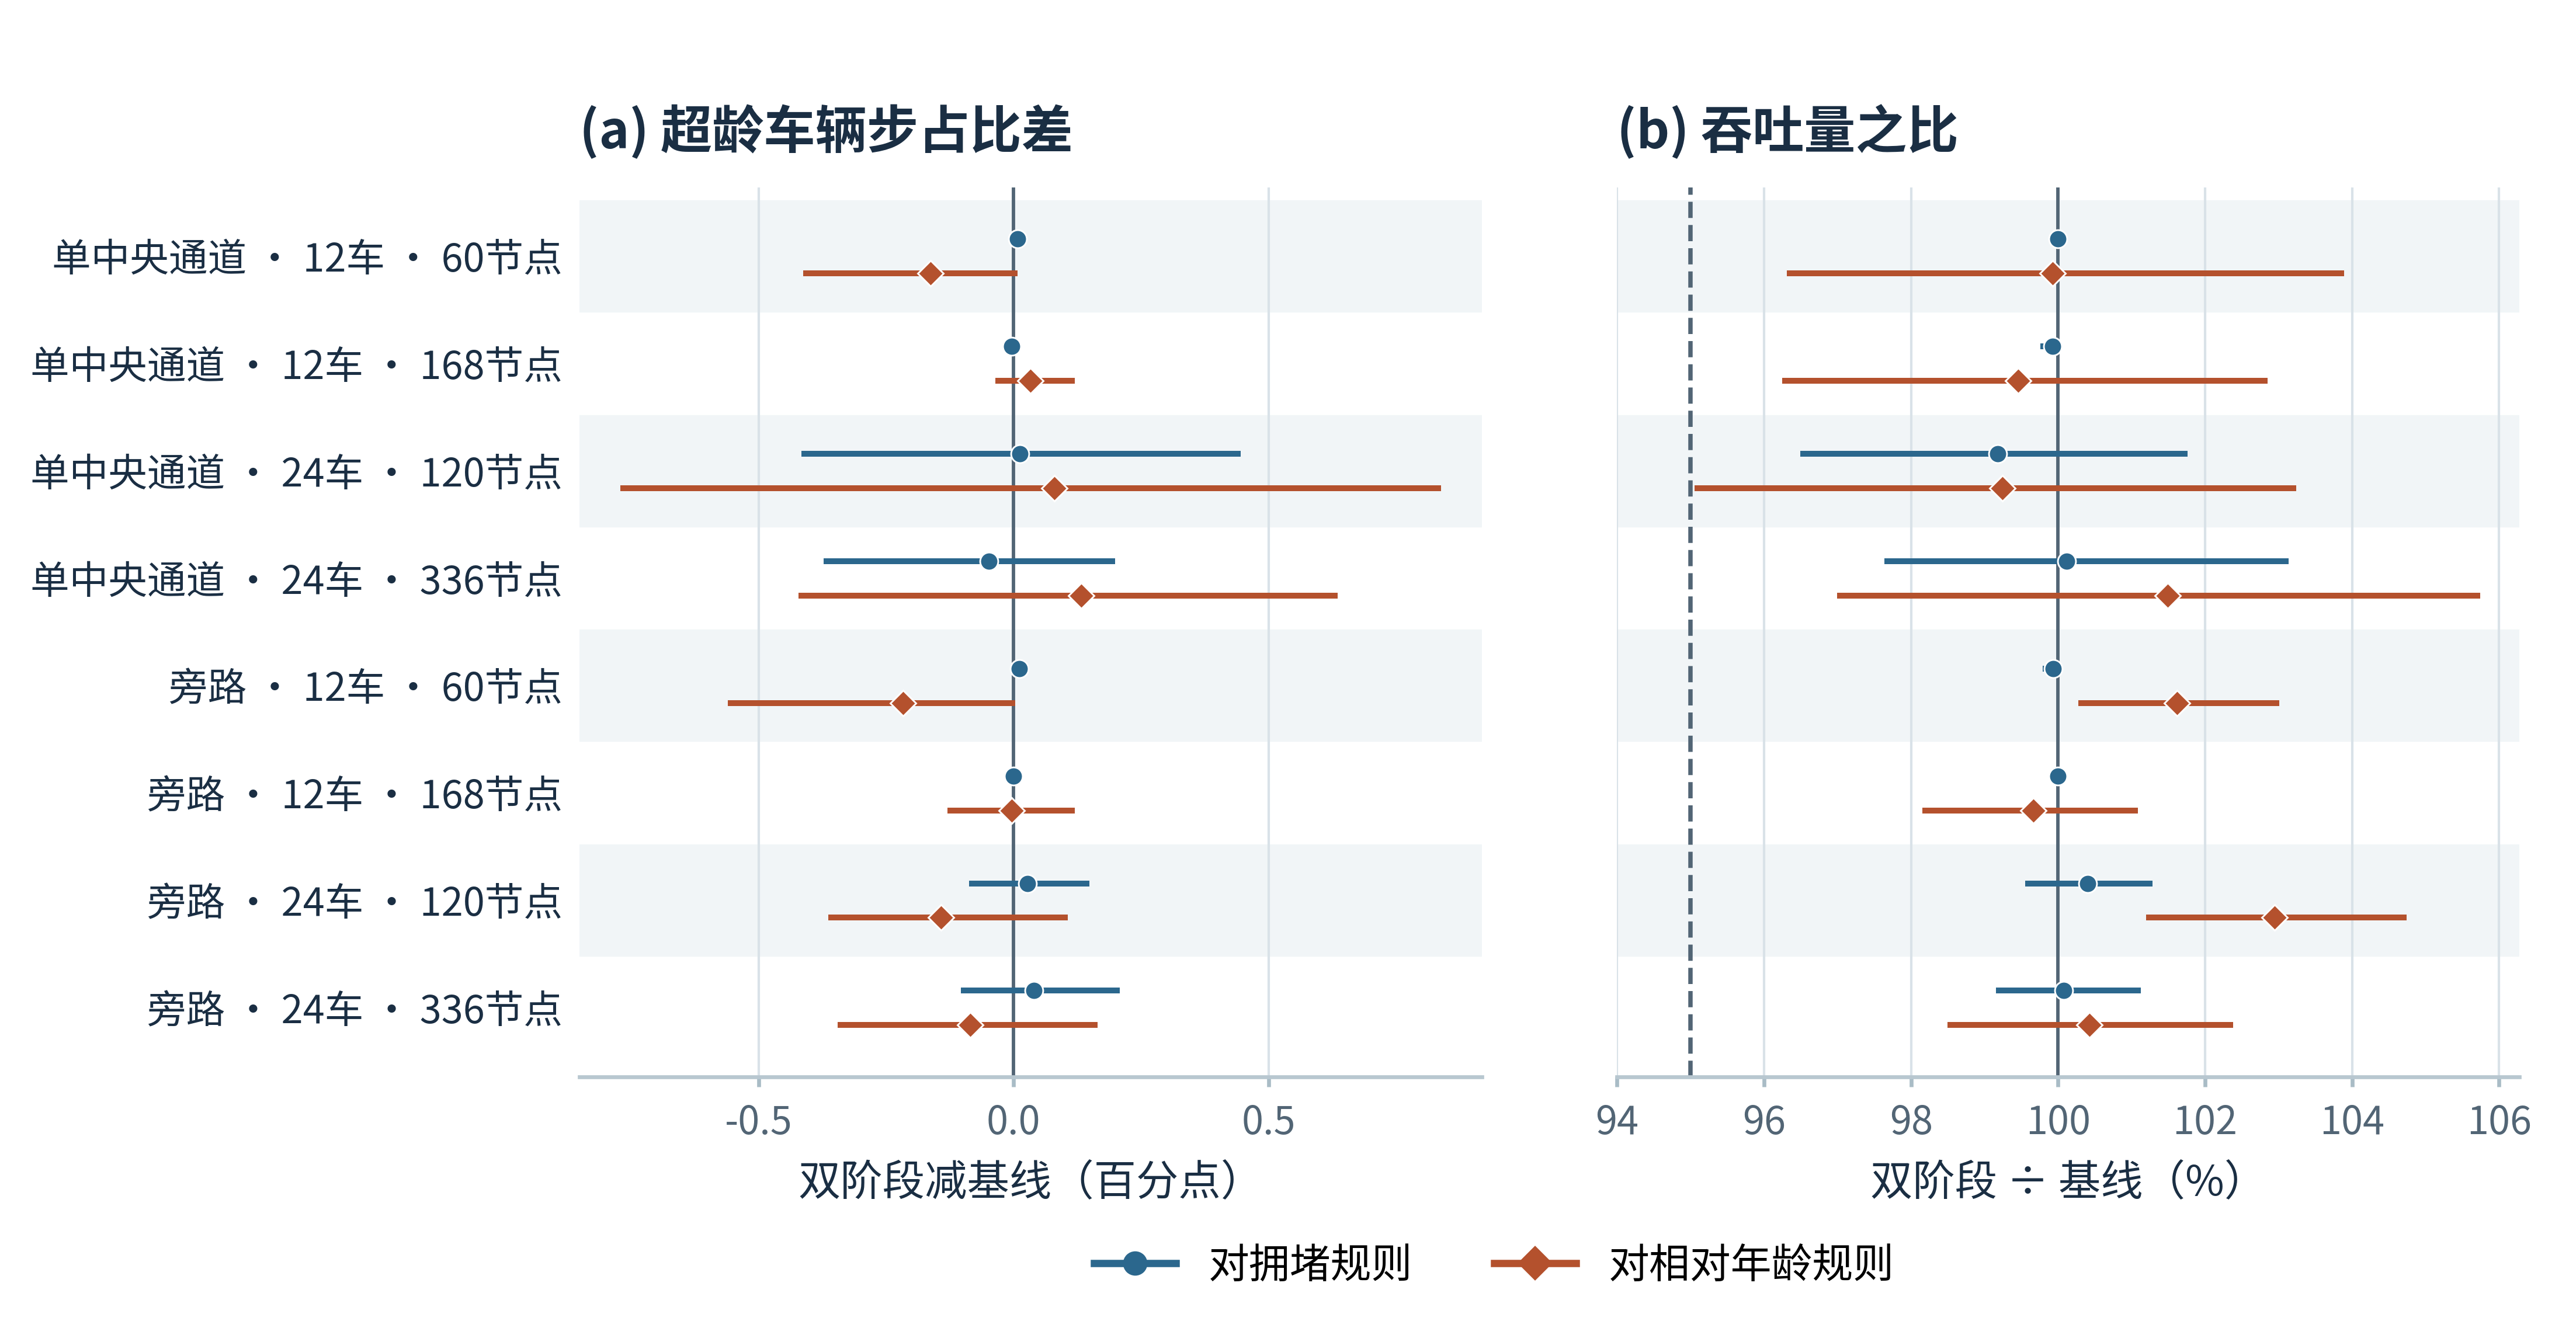 (a) 超龄车辆步占比差
(b) 吞吐量之比
单中央通道 · 12车 · 60节点
单中央通道 · 12车 · 168节点
单中央通道 · 24车 · 120节点
单中央通道 · 24车 · 336节点
旁路 · 12车 · 60节点
旁路 · 12车 · 168节点
旁路 · 24车 · 120节点
旁路 · 24车 · 336节点
-0.5 0.0 0.5
94 96 98 100 102 104 106
双阶段减基线（百分点）
双阶段 ÷ 基线（%）
对拥堵规则 对相对年龄规则